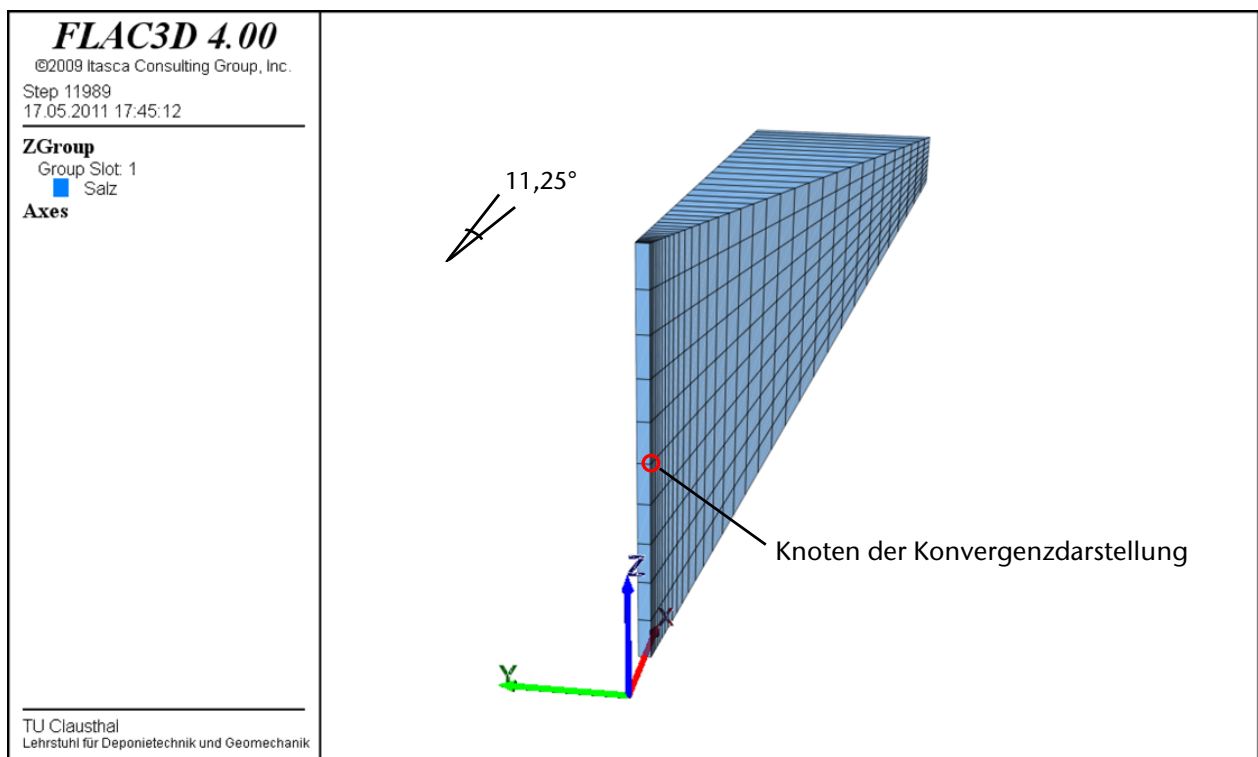 FLAC3D 4.00
©2009 Itasca Consulting Group, Inc.
Step 11989
17.05.2011 17:45:12
ZGroup
Group Slot: 1
Salz
Axes
TU Clausthal
Lehrstuhl für Deponietechnik und Geomechanik
11,25°
Knoten der Konvergenzdarstellung
Z
X
Y